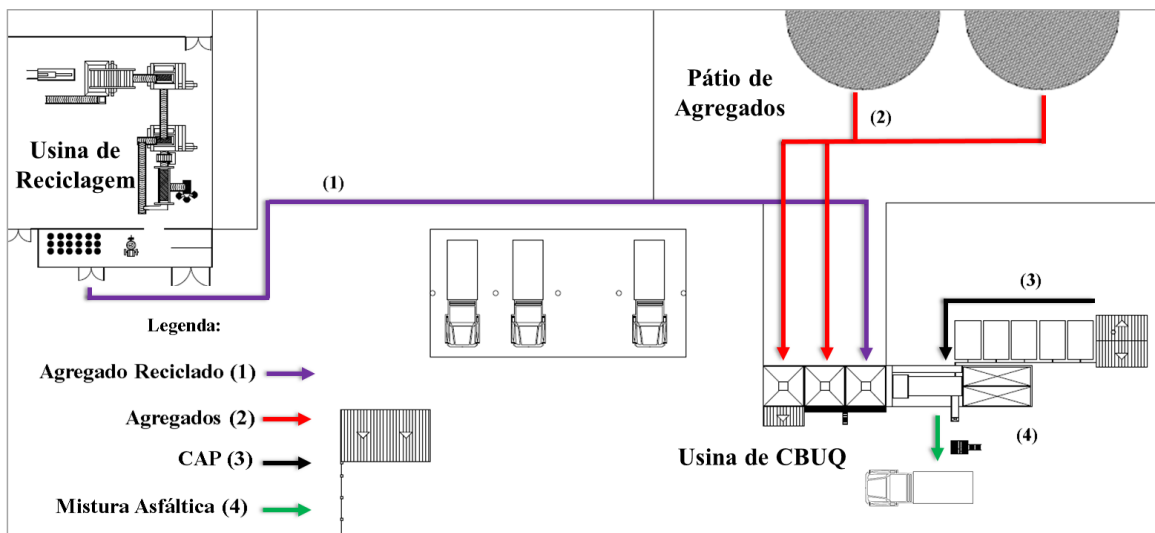 Pátio de
Agregados
(2)
Usina de
Reciclagem
(1)
(3)
Legenda:
Agregado Reciclado (1)
Agregados (2)
CAP (3)
Mistura Asfáltica (4)
Usina de CBUQ
(4)